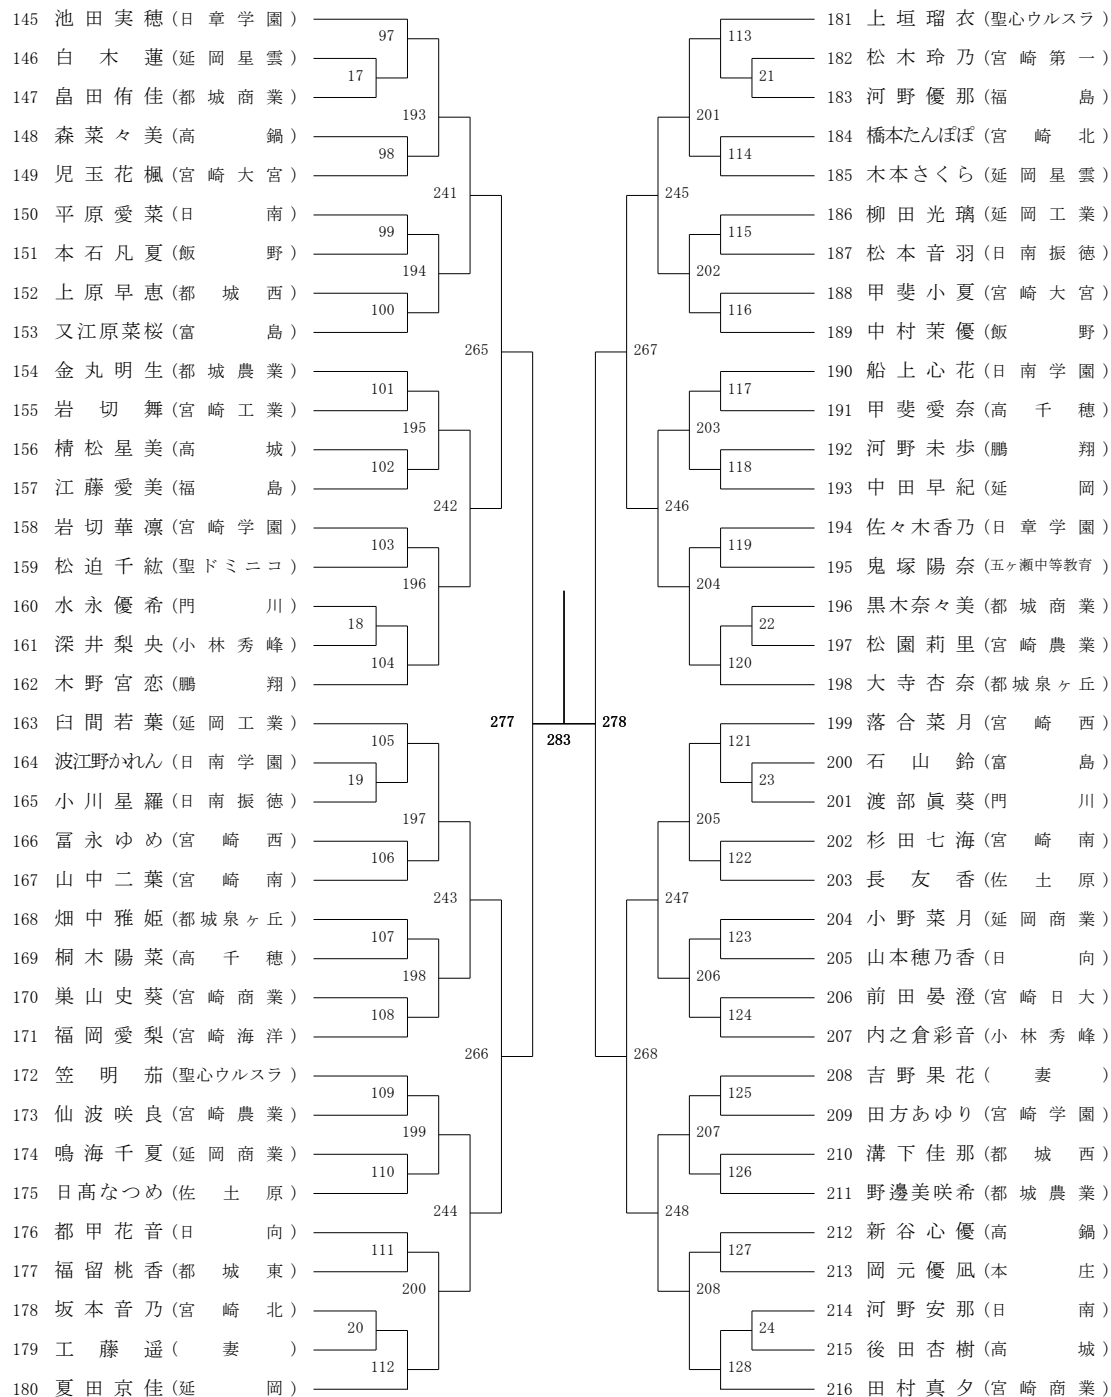 145 池田実穂(日章学園)
146 白木蓮(延岡星雲)
147 畠田侑佳(都城商業)
148 森菜々美(高鍋)
149 児玉花楓(宮崎大宮)
150 平原愛菜(日南)
151 本石凡夏(飯野)
152 上原早恵(都城西)
153 又江原菜桜(富島)
154 金丸明生(都城農業)
155 岩切舞(宮崎工業)
156 棈松星美(高城)
157 江藤愛美(福島)
158 岩切華凛(宮崎学園)
159 松迫千紘(聖ドミニコ)
160 水永優希(門川)
161 深井梨央(小林秀峰)
162 木野宮恋(鵬翔)
163 臼間若葉(延岡工業)
164 波江野かれん(日南学園)
165 小川星羅(日南振徳)
166 冨永ゆめ(宮崎西)
167 山中二葉(宮崎南)
168 畑中雅姫(都城泉ヶ丘)
169 桐木陽菜(高千穂)
170 巣山史葵(宮崎商業)
171 福岡愛梨(宮崎海洋)
172 笠明茄(聖心ウルスラ)
173 仙波咲良(宮崎農業)
174 鳴海千夏(延岡商業)
175 日髙なつめ(佐土原)
176 都甲花音(日向)
177 福留桃香(都城東)
178 坂本音乃(宮崎北)
179 工藤遥(妻)
180 夏田京佳(延岡)
97
17
193
98
241
99
194
100
265
101
195
102
242
103
196
18
104
277
105
19
197
106
243
107
198
108
266
109
199
110
244
111
200
20
112
283
278
113
21
201
114
245
115
202
116
267
117
203
118
246
119
204
22
120
121
23
205
122
247
123
206
124
268
125
207
126
248
127
208
24
128
181 上垣瑠衣(聖心ウルスラ)
182 松木玲乃(宮崎第一)
183 河野優那(福島)
184 橋本たんぽぽ(宮崎北)
185 木本さくら(延岡星雲)
186 柳田光璃(延岡工業)
187 松本音羽(日南振徳)
188 甲斐小夏(宮崎大宮)
189 中村茉優(飯野)
190 船上心花(日南学園)
191 甲斐愛奈(高千穂)
192 河野未歩(鵬翔)
193 中田早紀(延岡)
194 佐々木香乃(日章学園)
195 鬼塚陽奈(五ヶ瀬中等教育)
196 黒木奈々美(都城商業)
197 松園莉里(宮崎農業)
198 大寺杏奈(都城泉ヶ丘)
199 落合菜月(宮崎西)
200 石山鈴(富島)
201 渡部眞葵(門川)
202 杉田七海(宮崎南)
203 長友香(佐土原)
204 小野菜月(延岡商業)
205 山本穂乃香(日向)
206 前田晏澄(宮崎日大)
207 内之倉彩音(小林秀峰)
208 吉野果花(妻)
209 田方あゆり(宮崎学園)
210 溝下佳那(都城西)
211 野邊美咲希(都城農業)
212 新谷心優(高鍋)
213 岡元優凪(本庄)
214 河野安那(日南)
215 後田杏樹(高城)
216 田村真夕(宮崎商業)